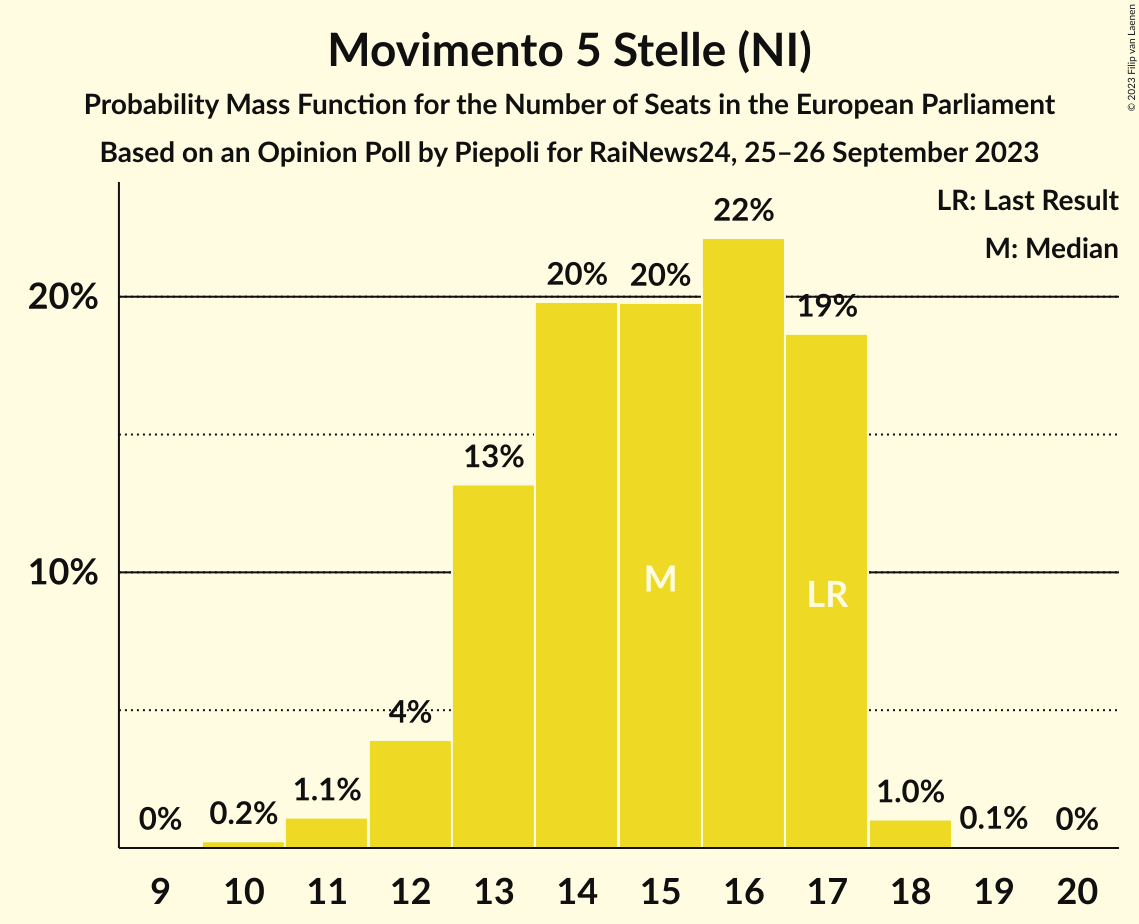 Movimento 5 Stelle (NI)
Probability Mass Function for the Number of Seats in the European Parliament
Based on an Opinion Poll by Piepoli for RaiNews24, 25–26 September 2023
© 2023 Filip van Laenen
LR: Last Result
M: Median
22%
20% 20%
20%
19%
13%
10%
M
LR
4%
1.1%
1.0%
0% 0.2% 0.1% 0%
9 10 11 12 13 14 15 16 17 18 19 20